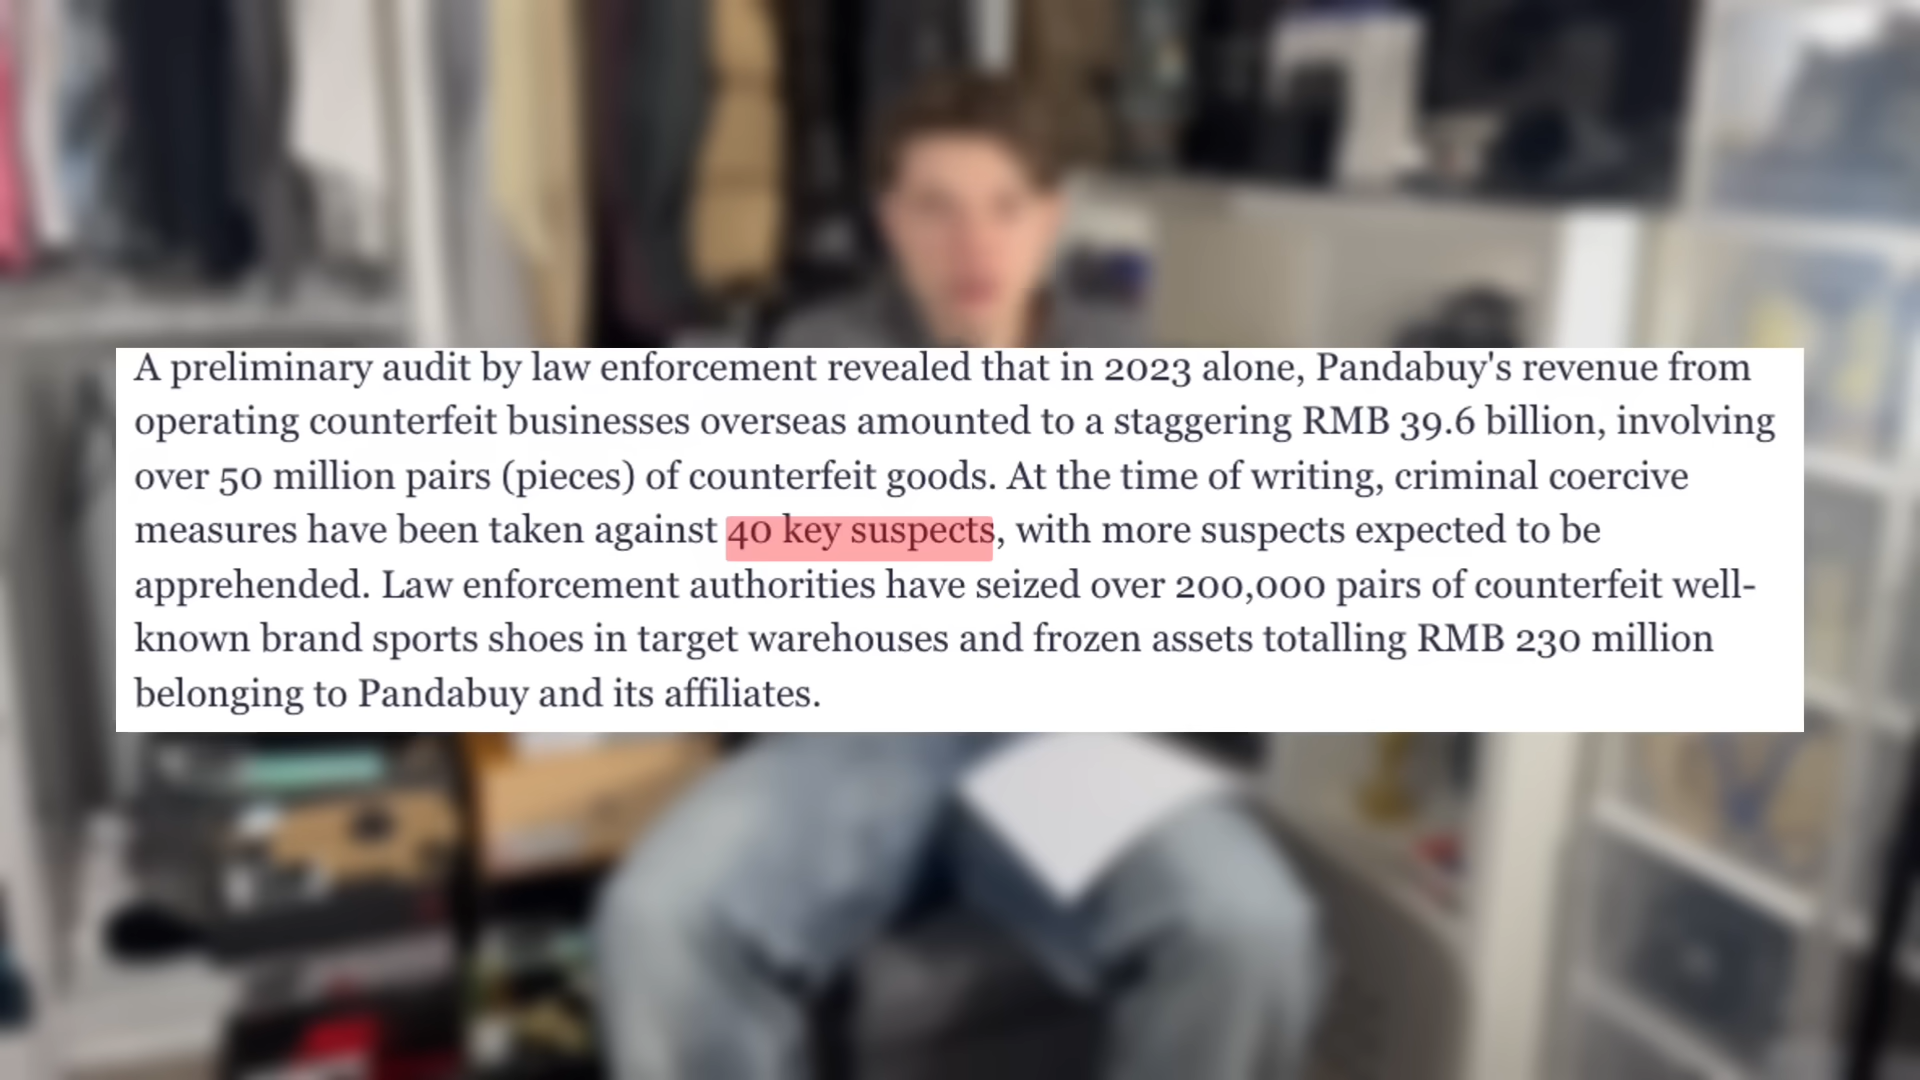 A preliminary audit by law enforcement revealed that in 2023 alone, Pandabuy's revenue from
operating counterfeit businesses overseas amounted to a staggering RMB 39.6 billion, involving
over 50 million pairs (pieces) of counterfeit goods. At the time of writing, criminal coercive
measures have been taken against 40 key suspects, with more suspects expected to be
apprehended. Law enforcement authorities have seized over 200,000 pairs of counterfeit well-
known brand sports shoes in target warehouses and frozen assets totalling RMB 230 million
belonging to Pandabuy and its affiliates.